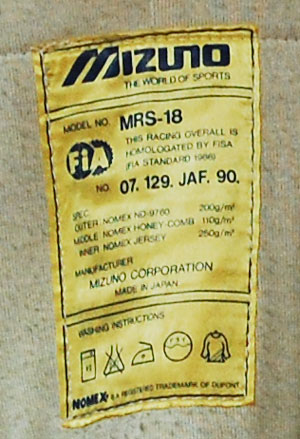 MIZUNO
THE WORLD OF SPORTS
MODEL NO. MRS-18
FIA
THIS RACING OVERALL IS
HOMOLOGATED BY FISA
(FIA STANDARD 1986)
NO. 07. 129. JAF. 90.
SPEC
OUTER NOMEX ND-9760 200g/m²
MIDDLE NOMEX HONEY-COMB 110g/m²
INNER NOMEX JERSEY 250g/m²
MANUFACTURER
MIZUNO CORPORATION
MADE IN JAPAN
WASHING INSTRUCTIONS
NOMEX® IS A REGISTERED TRADEMARK OF DUPONT.